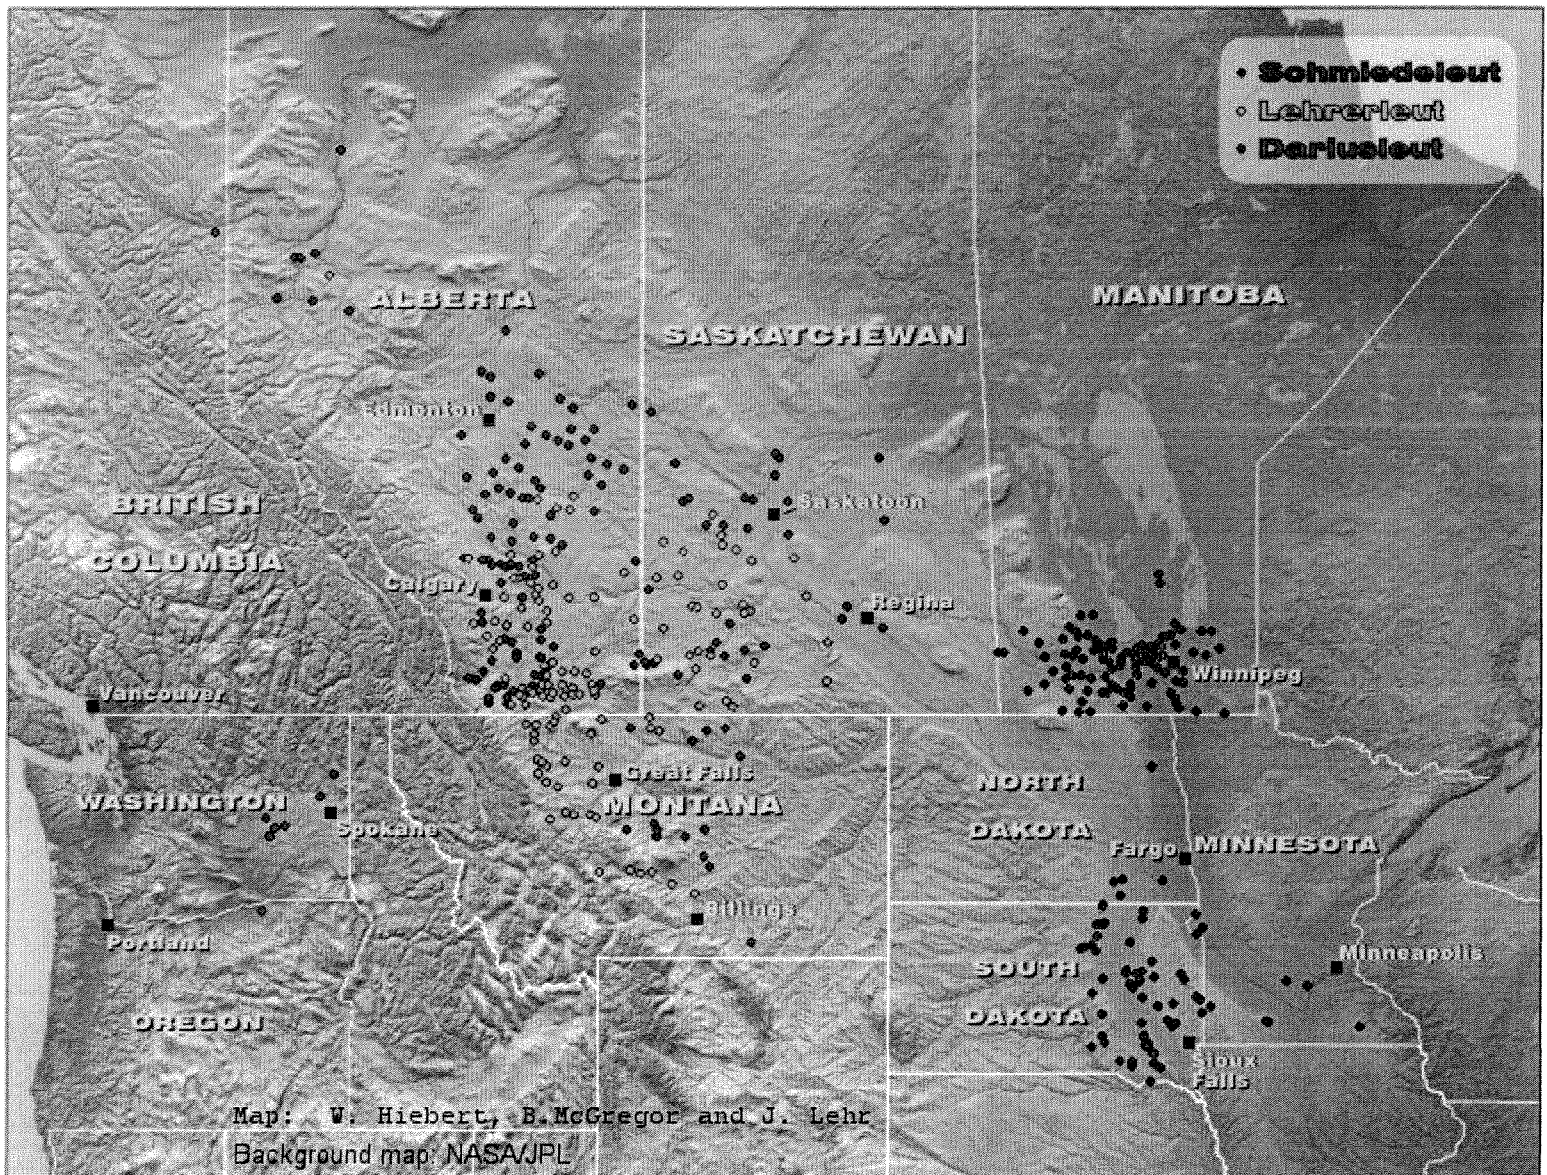 Schmiedeleut
Lehrerleut
Dariusleut
ALBERTA
MANITOBA
SASKATCHEWAN
Edmonton
BRITISH
COLUMBIA
Saskatoon
Calgary
Regina
Vancouver
Winnipeg
Great Falls
NORTH
DAKOTA
WASHINGTON
MONTANA
Spokane
Fargo
MINNESOTA
Billings
Portland
Minneapolis
SOUTH
DAKOTA
OREGON
Sioux
Falls
Map: W. Hiebert, B.McGregor and J. Lehr
Background map: NASA/JPL